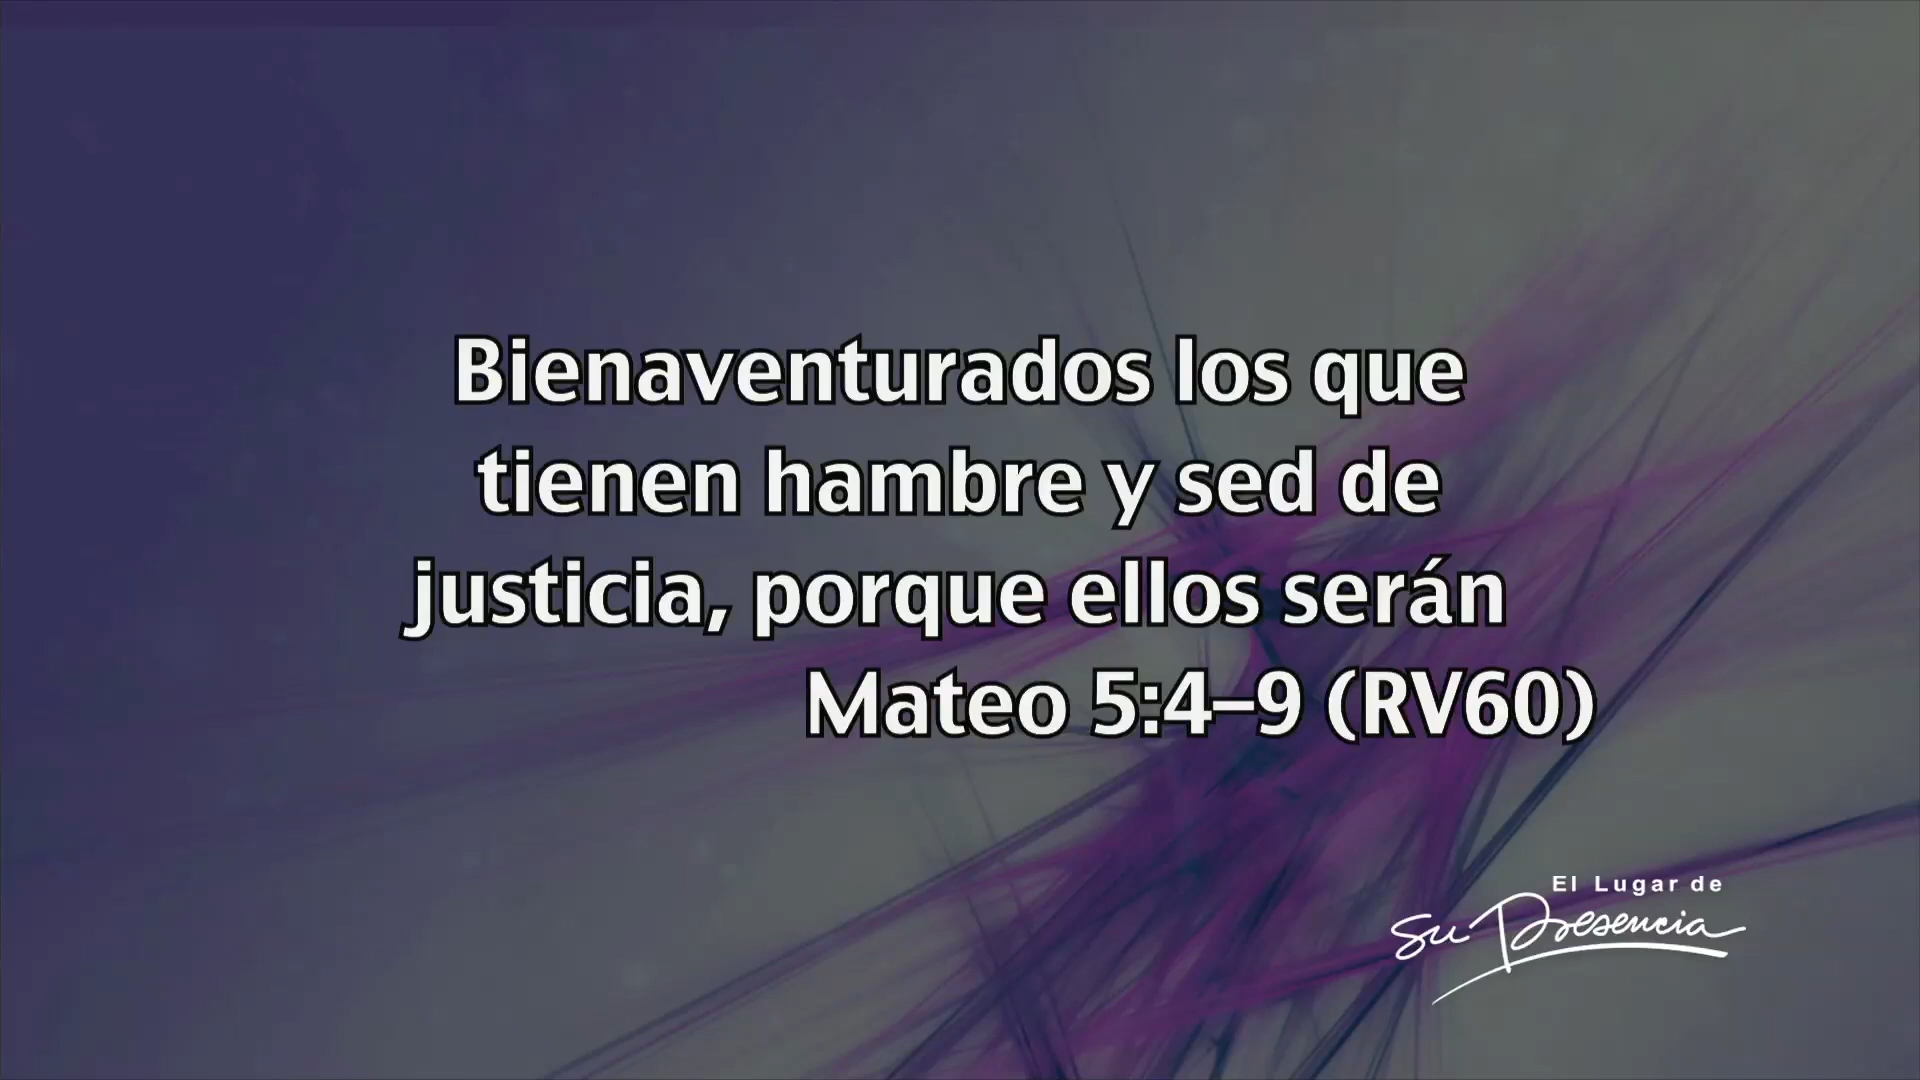 Bienaventurados los que
tienen hambre y sed de
justicia, porque ellos serán
Mateo 5:4–9 (RV60)
El Lugar de
Su Presencia